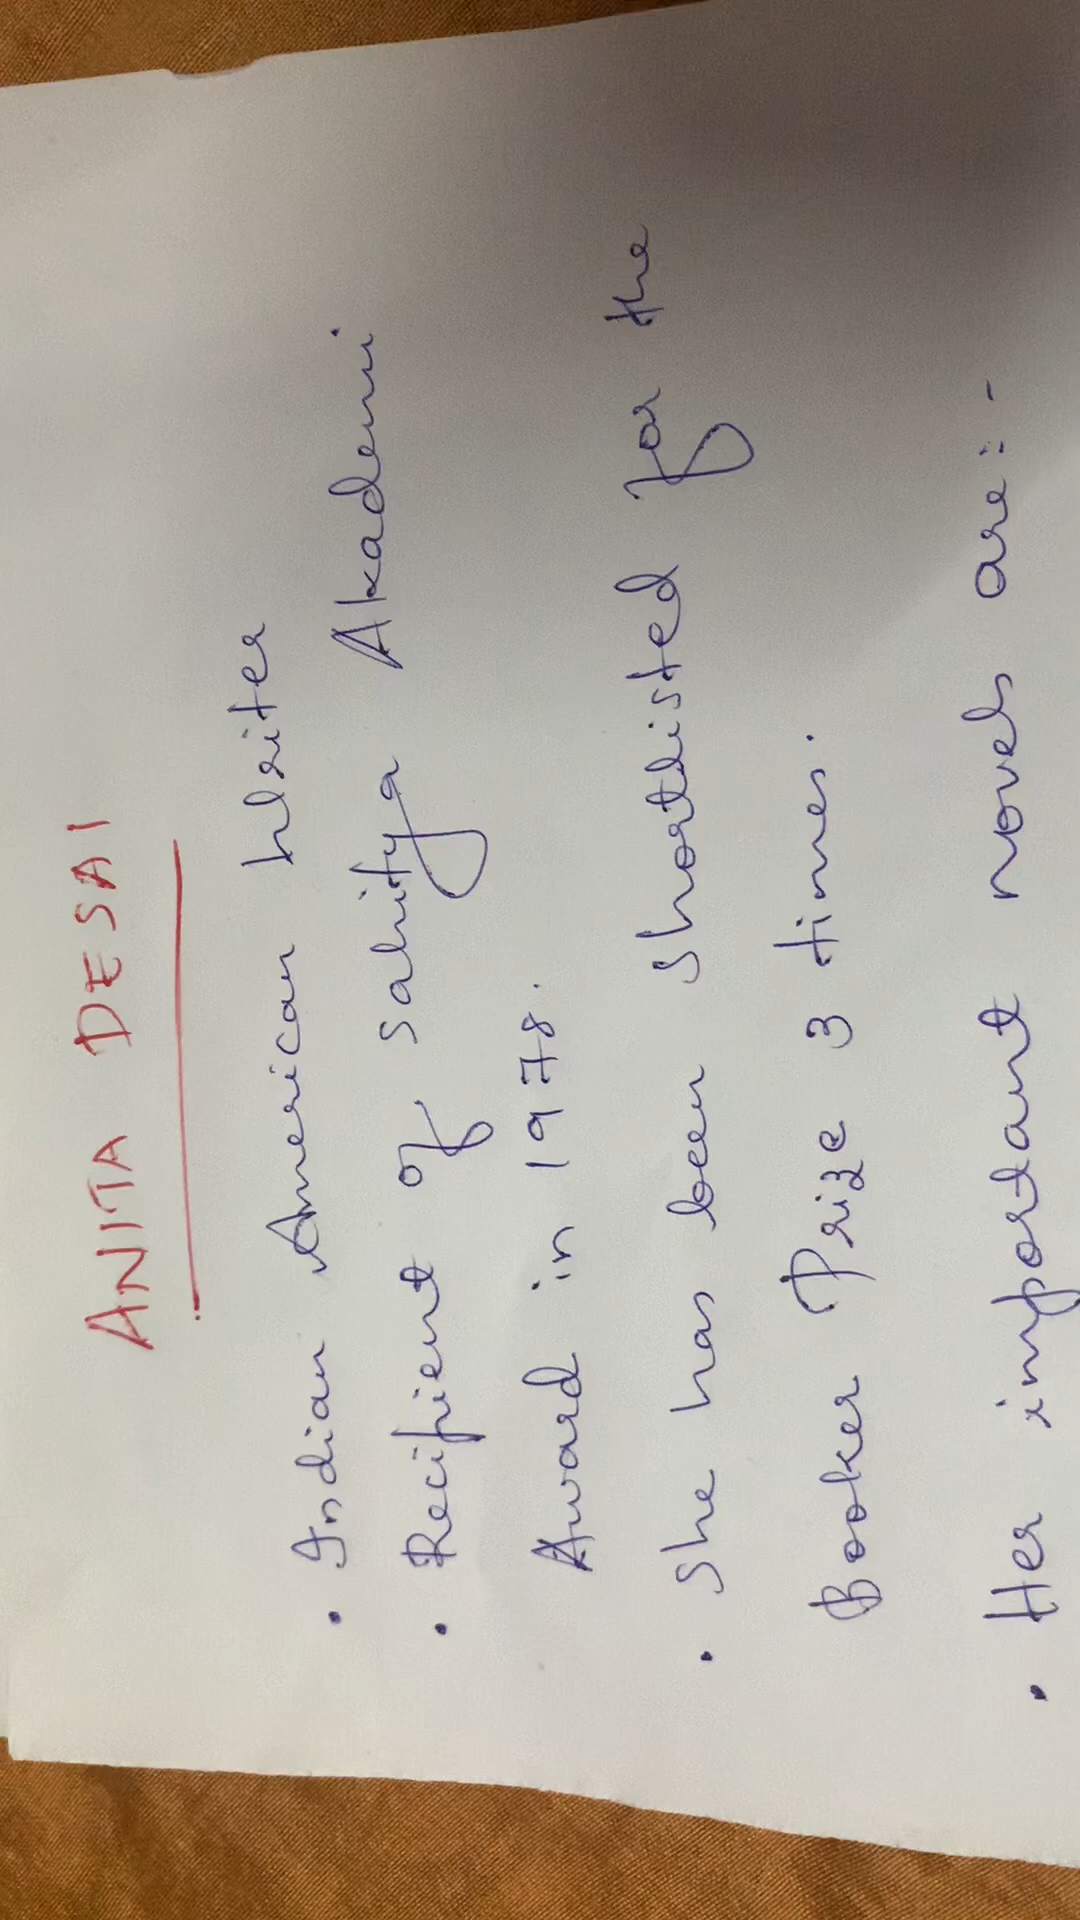 ANITA DESAI
• Indian American Writer
• Recipient of Sahitya Akademi
Award in 1978.
• She has been shortlisted for the
Booker Prize 3 times.
• Her important novels are:-